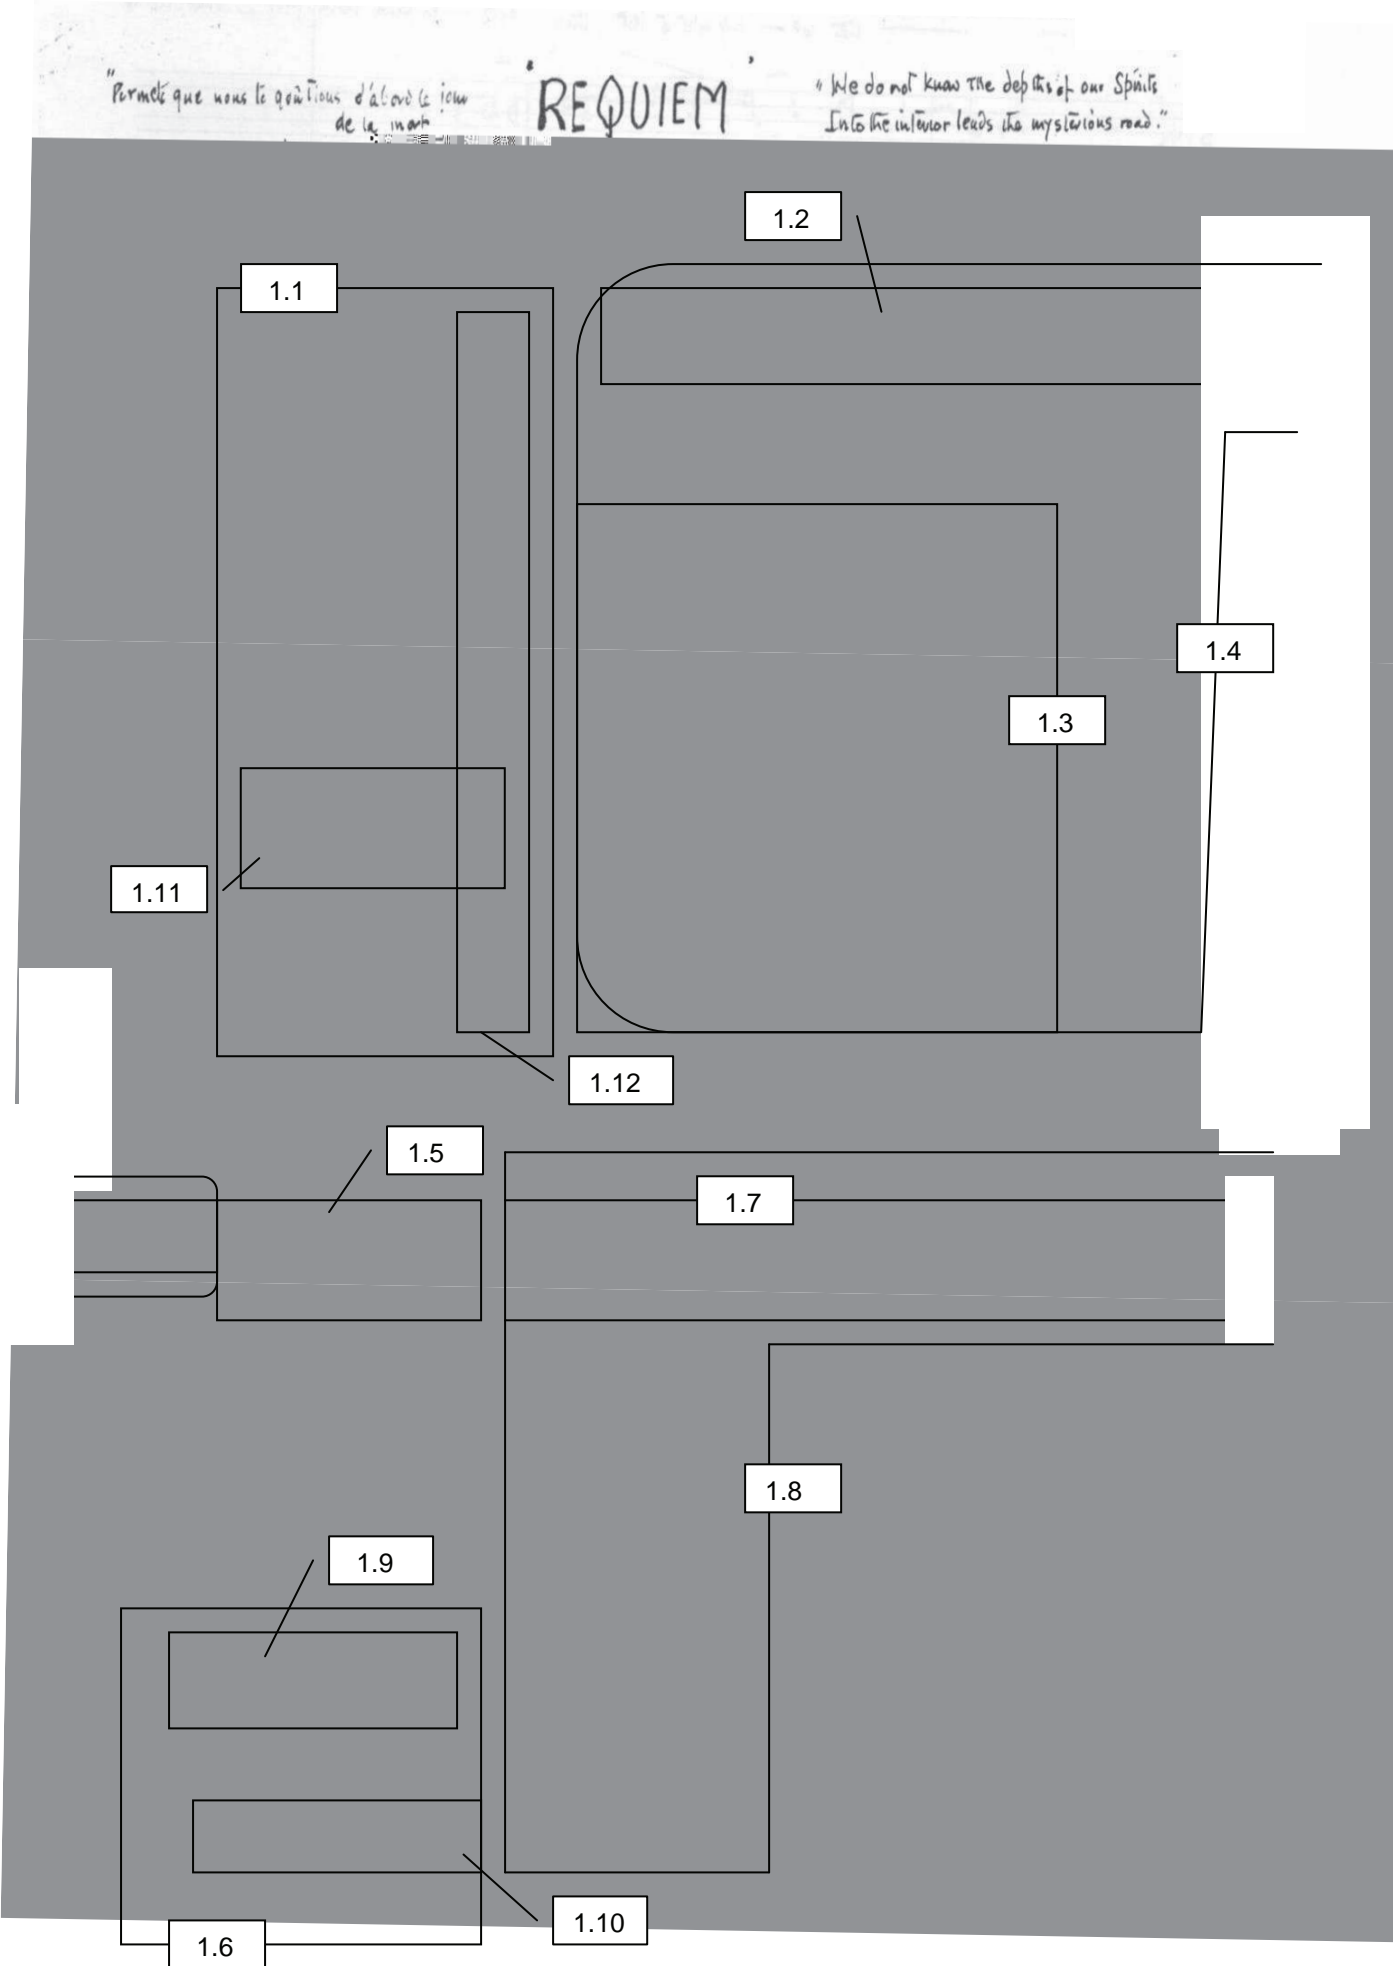 "Permets que nous te goûtions d'abord le jour
de la mort
'REQUIEM'
"We do not know the depths of our Spirits
Into the interior leads the mysterious road."
1.2
1.1
1.4
1.3
1.11
1.12
1.5
1.7
1.8
1.9
1.10
1.6